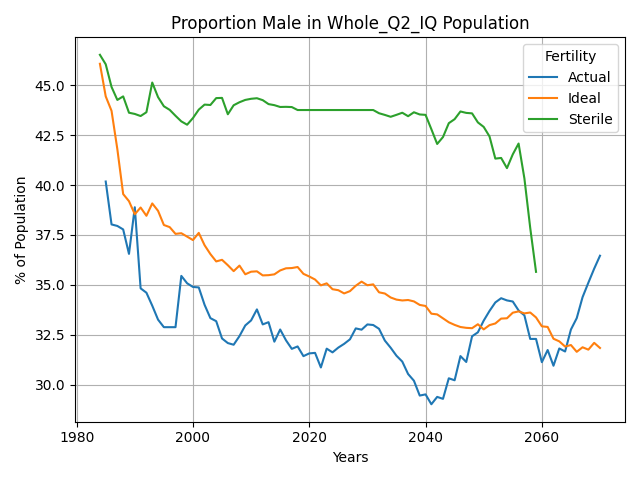 Proportion Male in Whole_Q2_IQ Population
Fertility
Actual
Ideal
Sterile
% of Population
45.0
42.5
40.0
37.5
35.0
32.5
30.0
1980
2000
2020
2040
2060
Years